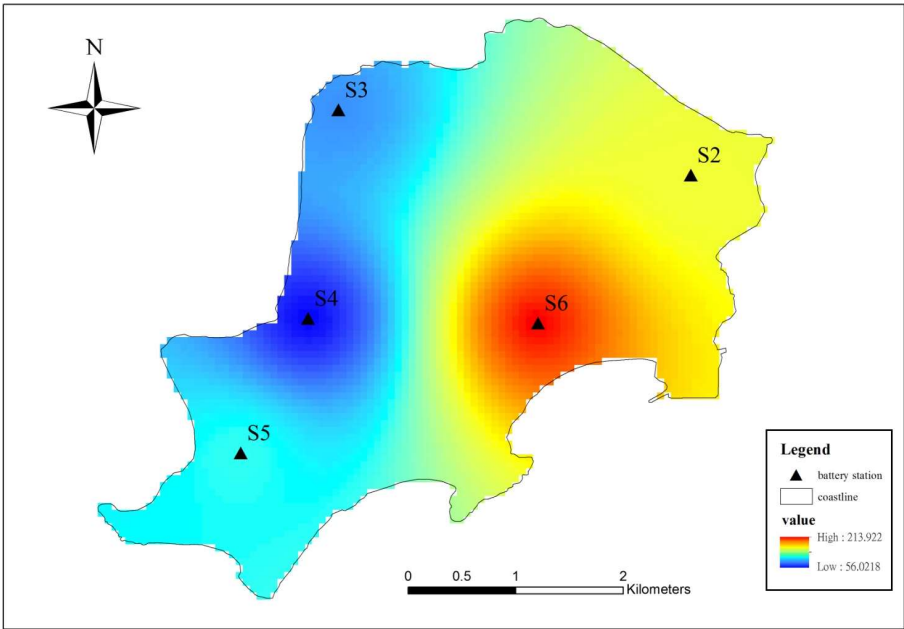 N
S3
S2
S4
S6
S5
Legend
battery station
coastline
value
High : 213.922
Low : 56.0218
0 0.5 1 2
Kilometers